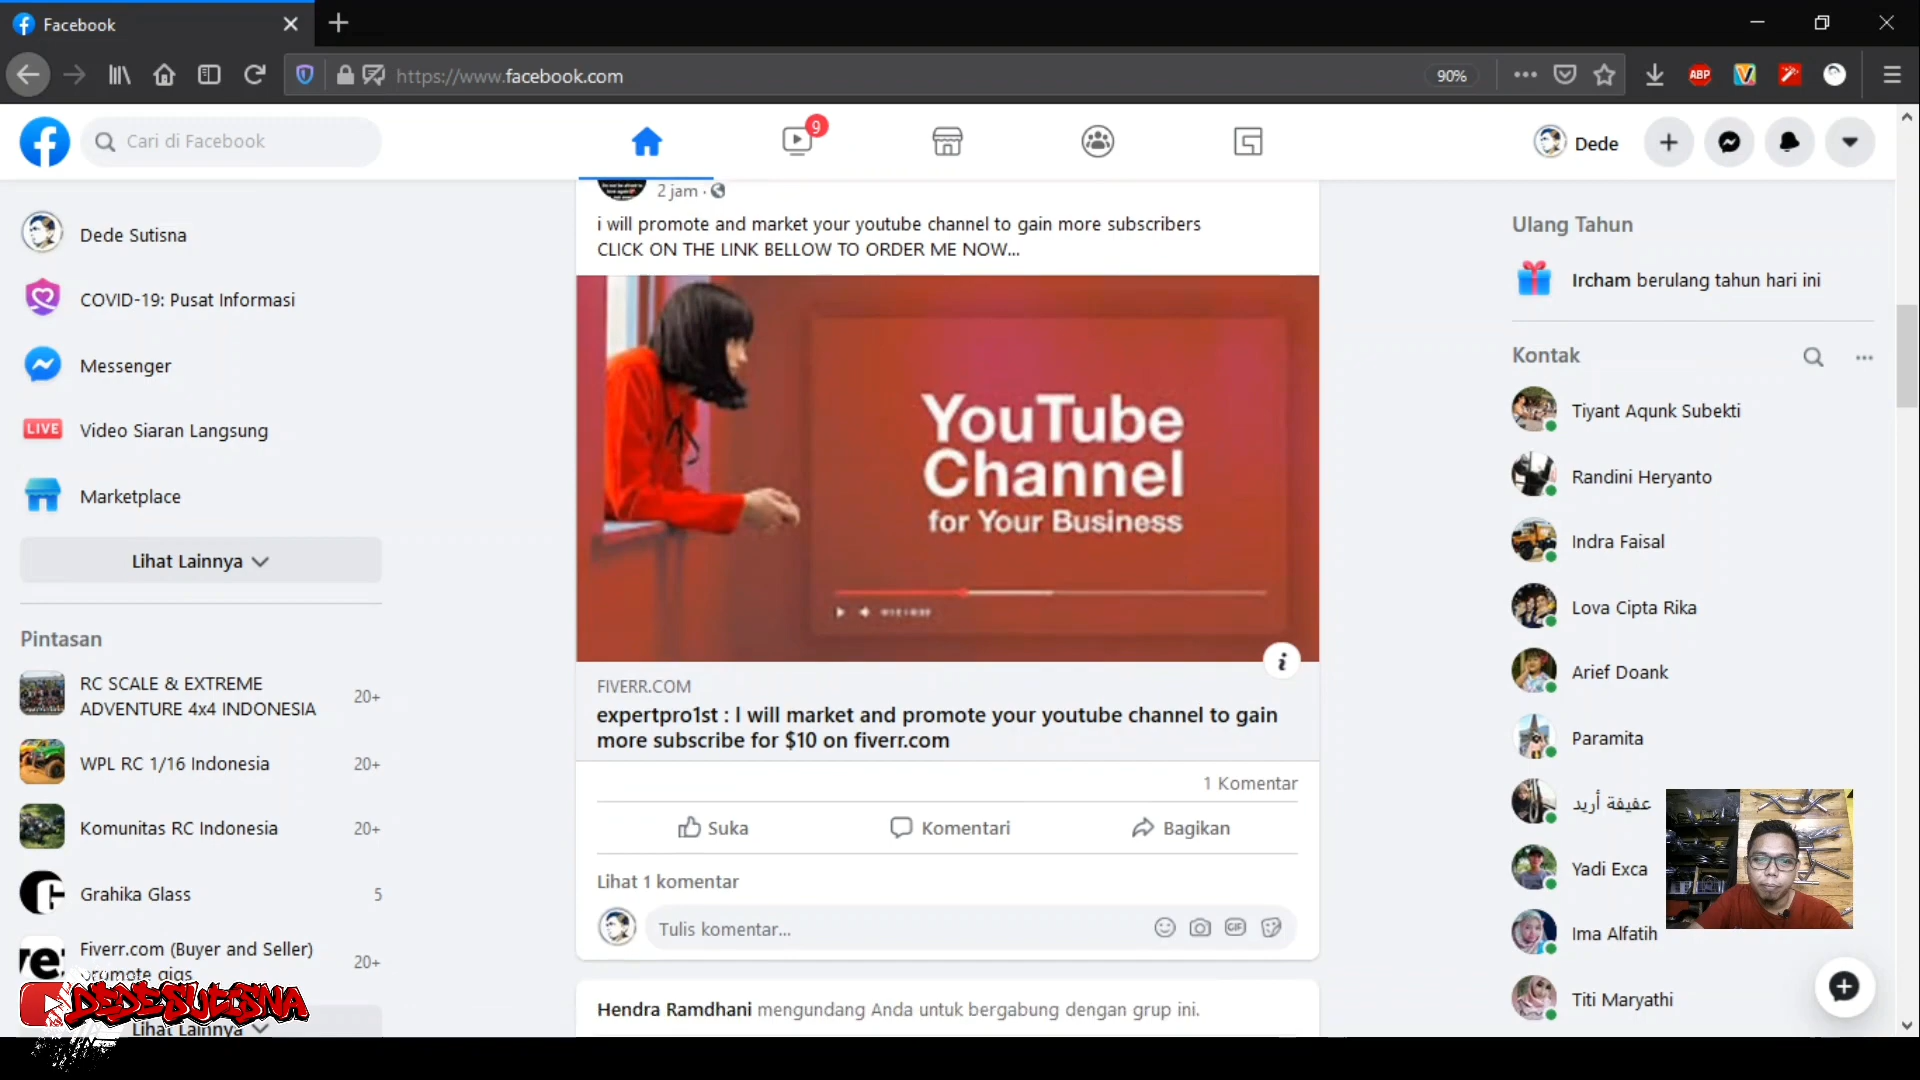 Facebook
https://www.facebook.com
90%
ABP
Cari di Facebook
9
Dede
Dede Sutisna
COVID-19: Pusat Informasi
Messenger
LIVE
Video Siaran Langsung
Marketplace
Lihat Lainnya
Pintasan
RC SCALE & EXTREME
ADVENTURE 4x4 INDONESIA
20+
WPL RC 1/16 Indonesia
20+
Komunitas RC Indonesia
20+
Grahika Glass
5
Fiverr.com (Buyer and Seller)
promote gigs
20+
DEDESUTISNA
Lihat Lainnya
2 jam ·
i will promote and market your youtube channel to gain more subscribers
CLICK ON THE LINK BELLOW TO ORDER ME NOW...
YouTube
Channel
for Your Business
FIVERR.COM
expertpro1st : I will market and promote your youtube channel to gain
more subscribe for $10 on fiverr.com
1 Komentar
Suka
Komentari
Bagikan
Lihat 1 komentar
Tulis komentar...
GIF
Hendra Ramdhani mengundang Anda untuk bergabung dengan grup ini.
Ulang Tahun
Ircham berulang tahun hari ini
Kontak
Tiyant Aqunk Subekti
Randini Heryanto
Indra Faisal
Lova Cipta Rika
Arief Doank
Paramita
عفيفة أريد
Yadi Exca
Ima Alfatih
Titi Maryathi